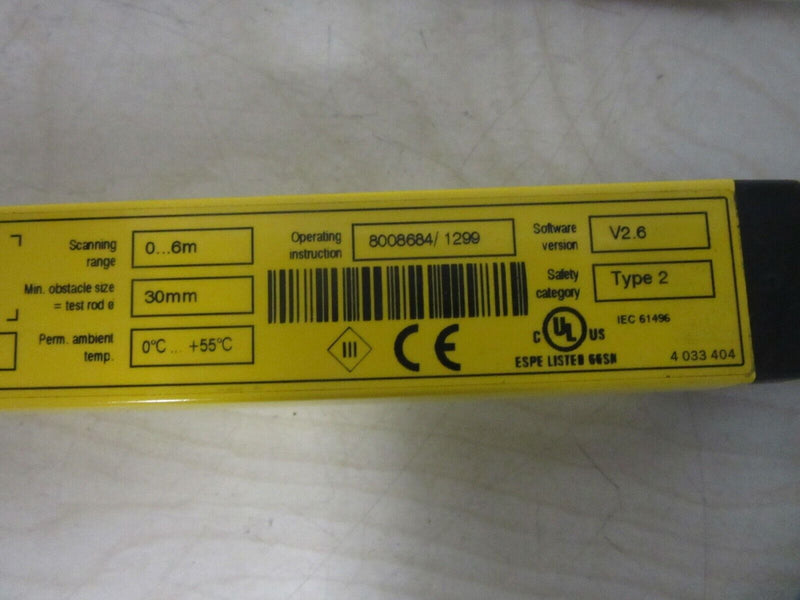 Scanning range 0...6m
Min. obstacle size = test rod ø 30mm
Perm. ambient temp. 0°C ... +55°C
Operating instruction 8008684/ 1299
III CE
Software version V2.6
Safety category Type 2
C UL US IEC 61496
ESPE LISTED 66SN
4 033 404